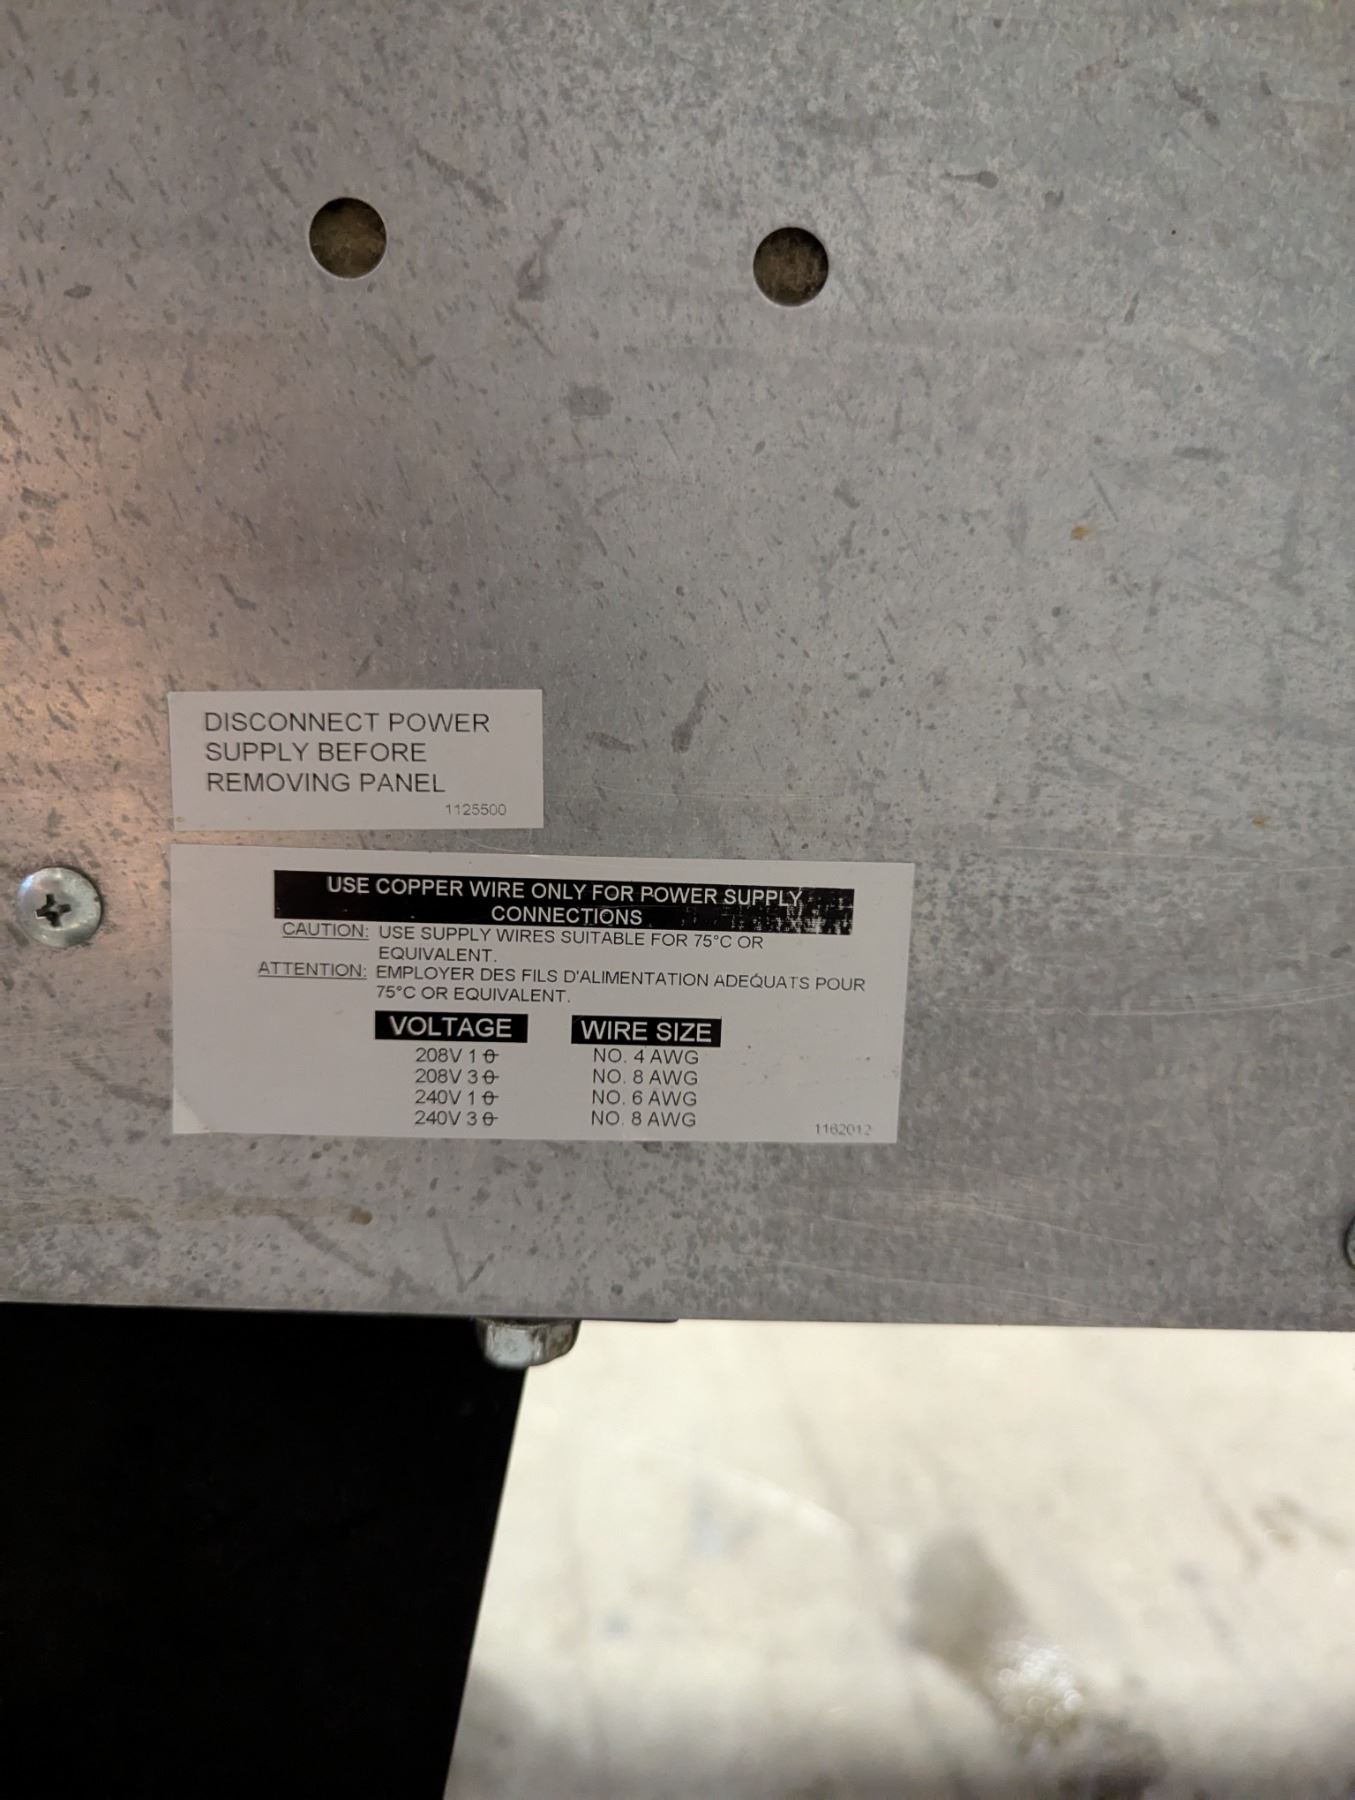 DISCONNECT POWER
SUPPLY BEFORE
REMOVING PANEL
1125500
USE COPPER WIRE ONLY FOR POWER SUPPLY
CONNECTIONS
CAUTION: USE SUPPLY WIRES SUITABLE FOR 75°C OR
EQUIVALENT.
ATTENTION: EMPLOYER DES FILS D'ALIMENTATION ADEQUATS POUR
75°C OR EQUIVALENT.
VOLTAGE WIRE SIZE
208V 1 θ NO. 4 AWG
208V 3 θ NO. 8 AWG
240V 1 θ NO. 6 AWG
240V 3 θ NO. 8 AWG
1162012